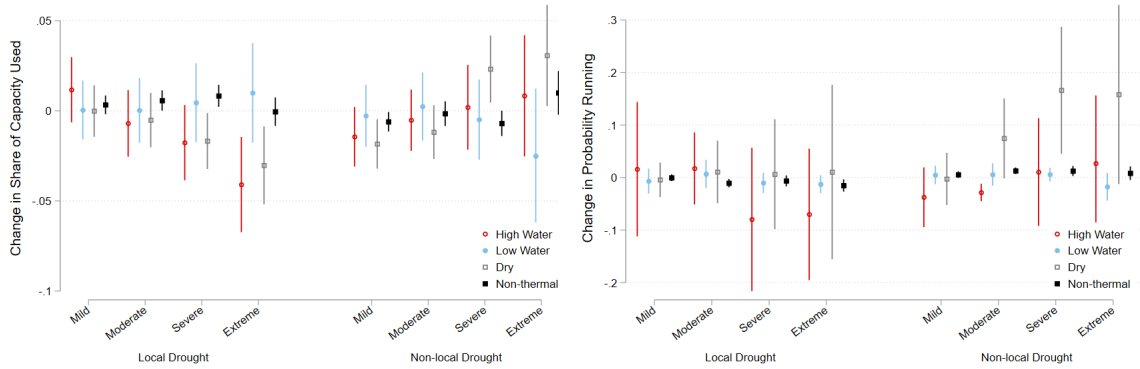 Change in Share of Capacity Used
.05
0
-.05
-.1
High Water
Low Water
Dry
Non-thermal
Mild
Moderate
Severe
Extreme
Mild
Moderate
Severe
Extreme
Local Drought
Non-local Drought
Change in Probability Running
.3
.2
.1
0
-.1
-.2
High Water
Low Water
Dry
Non-thermal
Mild
Moderate
Severe
Extreme
Mild
Moderate
Severe
Extreme
Local Drought
Non-local Drought